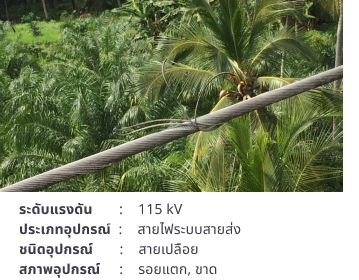 ระดับแรงดัน : 115 kV
ประเภทอุปกรณ์ : สายไฟระบบสายส่ง
ชนิดอุปกรณ์ : สายเปลือย
สภาพอุปกรณ์ : รอยแตก, ขาด